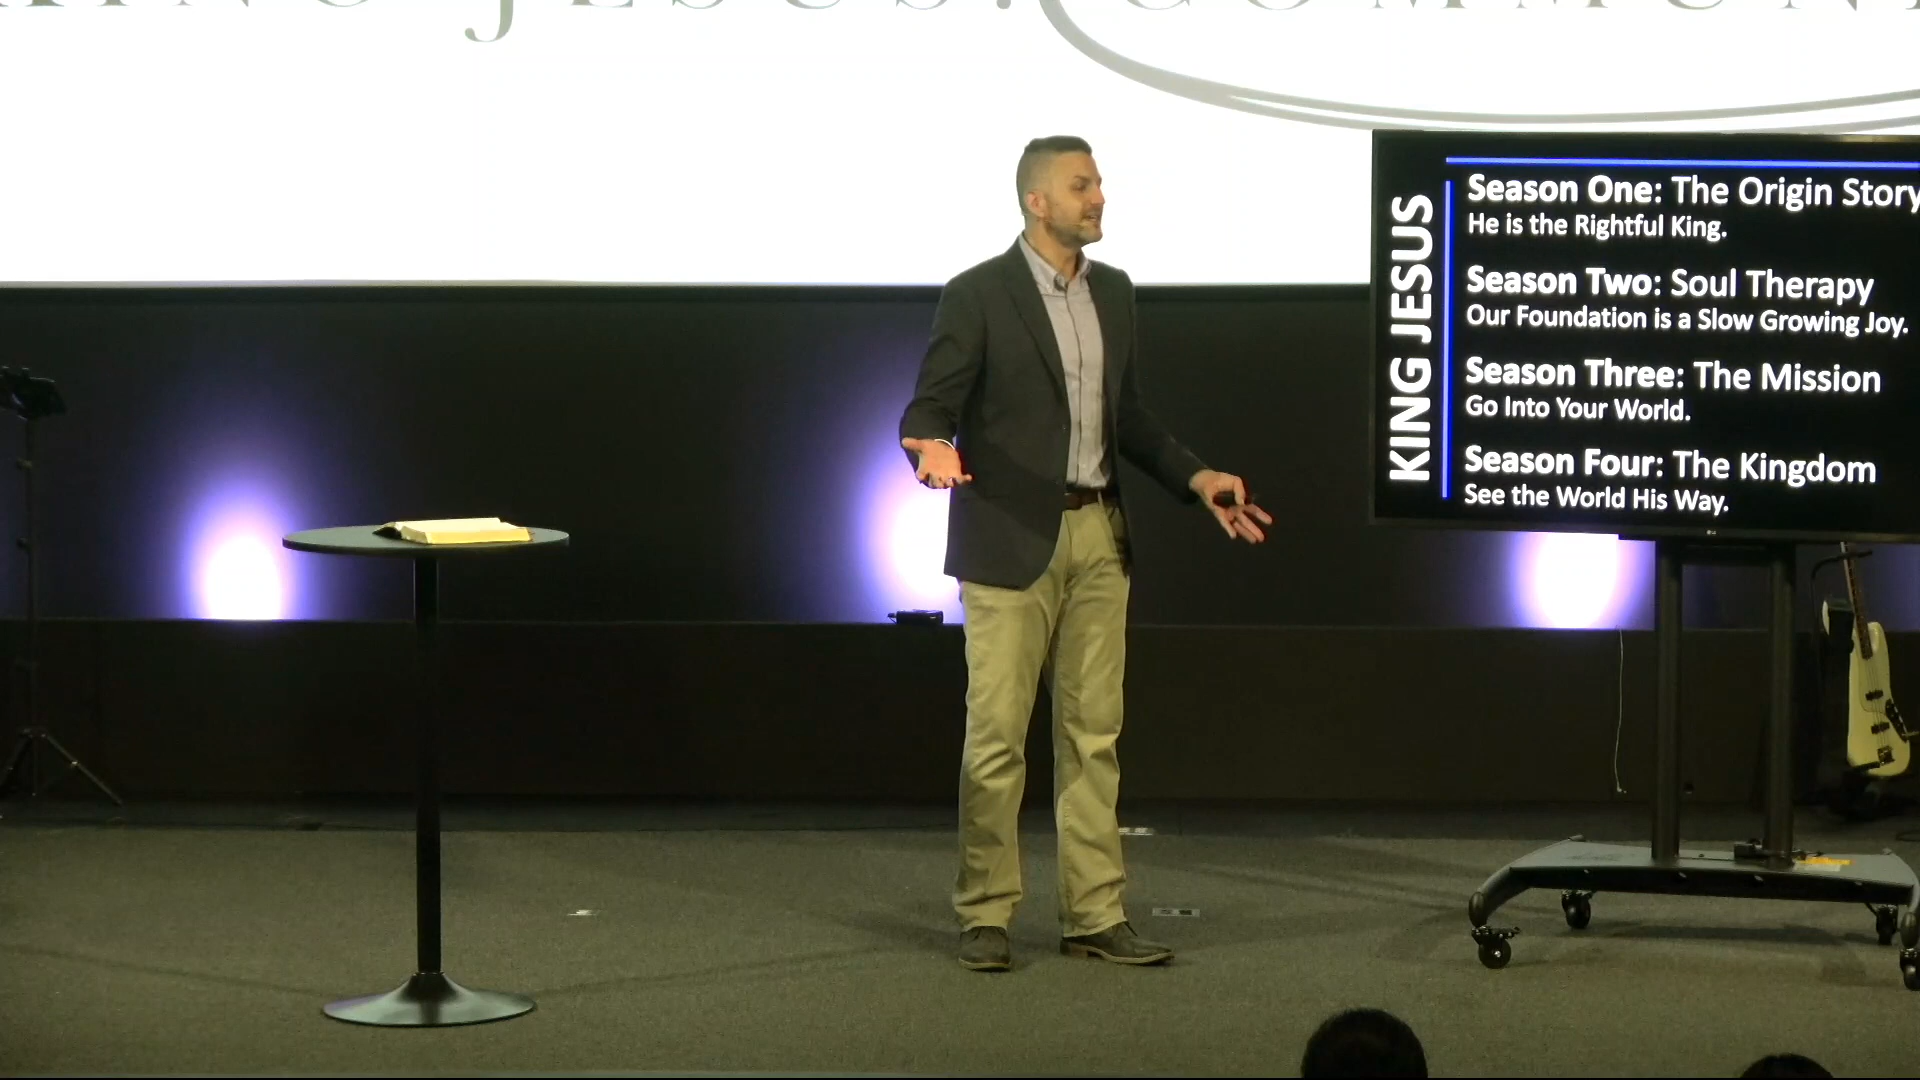 JESUS.
KING JESUS
Season One: The Origin Story
He is the Rightful King.
Season Two: Soul Therapy
Our Foundation is a Slow Growing Joy.
Season Three: The Mission
Go Into Your World.
Season Four: The Kingdom
See the World His Way.